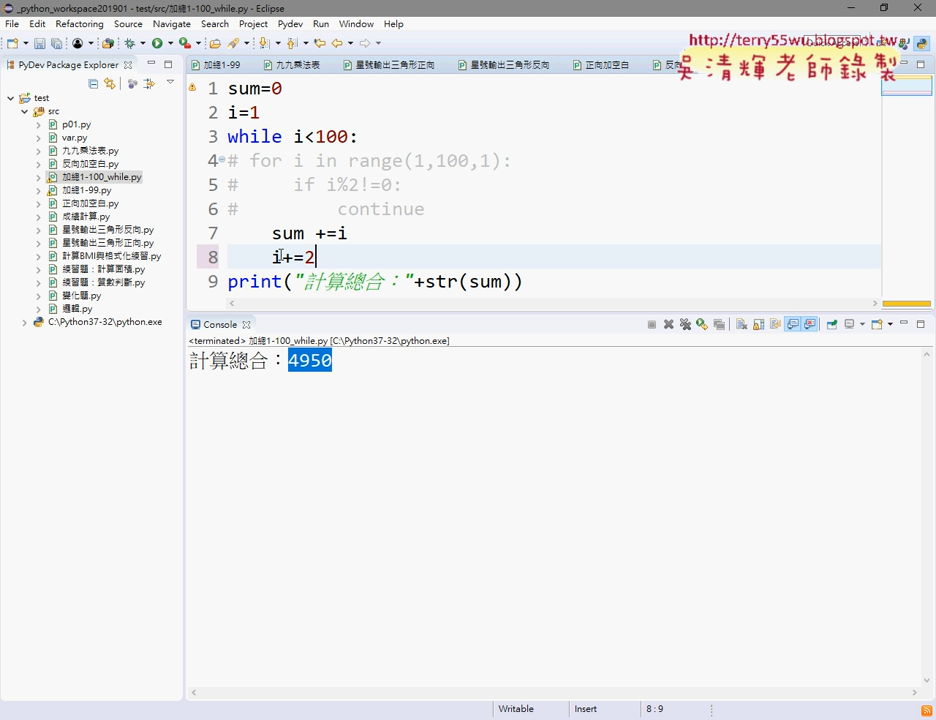 _python_workspace201901 - test/src/加總1-100_while.py - Eclipse
File Edit Refactoring Source Navigate Search Project Pydev Run Window Help
http://terry55wu.blogspot.tw
吳清輝老師錄製
PyDev Package Explorer
加總1-99 九九乘法表 星號輸出三角形正向 星號輸出三角形反向 正向加空白
test
src
p01.py
var.py
九九乘法表.py
反向加空白.py
加總1-100_while.py
加總1-99.py
正向加空白.py
成績計算.py
星號輸出三角形反向.py
星號輸出三角形正向.py
計算BMI與格式化練習.py
練習題：計算面積.py
練習題：質數判斷.py
變化題.py
邏輯.py
C:\Python37-32\python.exe
1 sum=0
2 i=1
3 while i<100:
4 # for i in range(1,100,1):
5 #     if i%2!=0:
6 #         continue
7     sum +=i
8     i+=2
9 print("計算總合："+str(sum))
Console
<terminated> 加總1-100_while.py [C:\Python37-32\python.exe]
計算總合：4950
Writable Insert 8 : 9